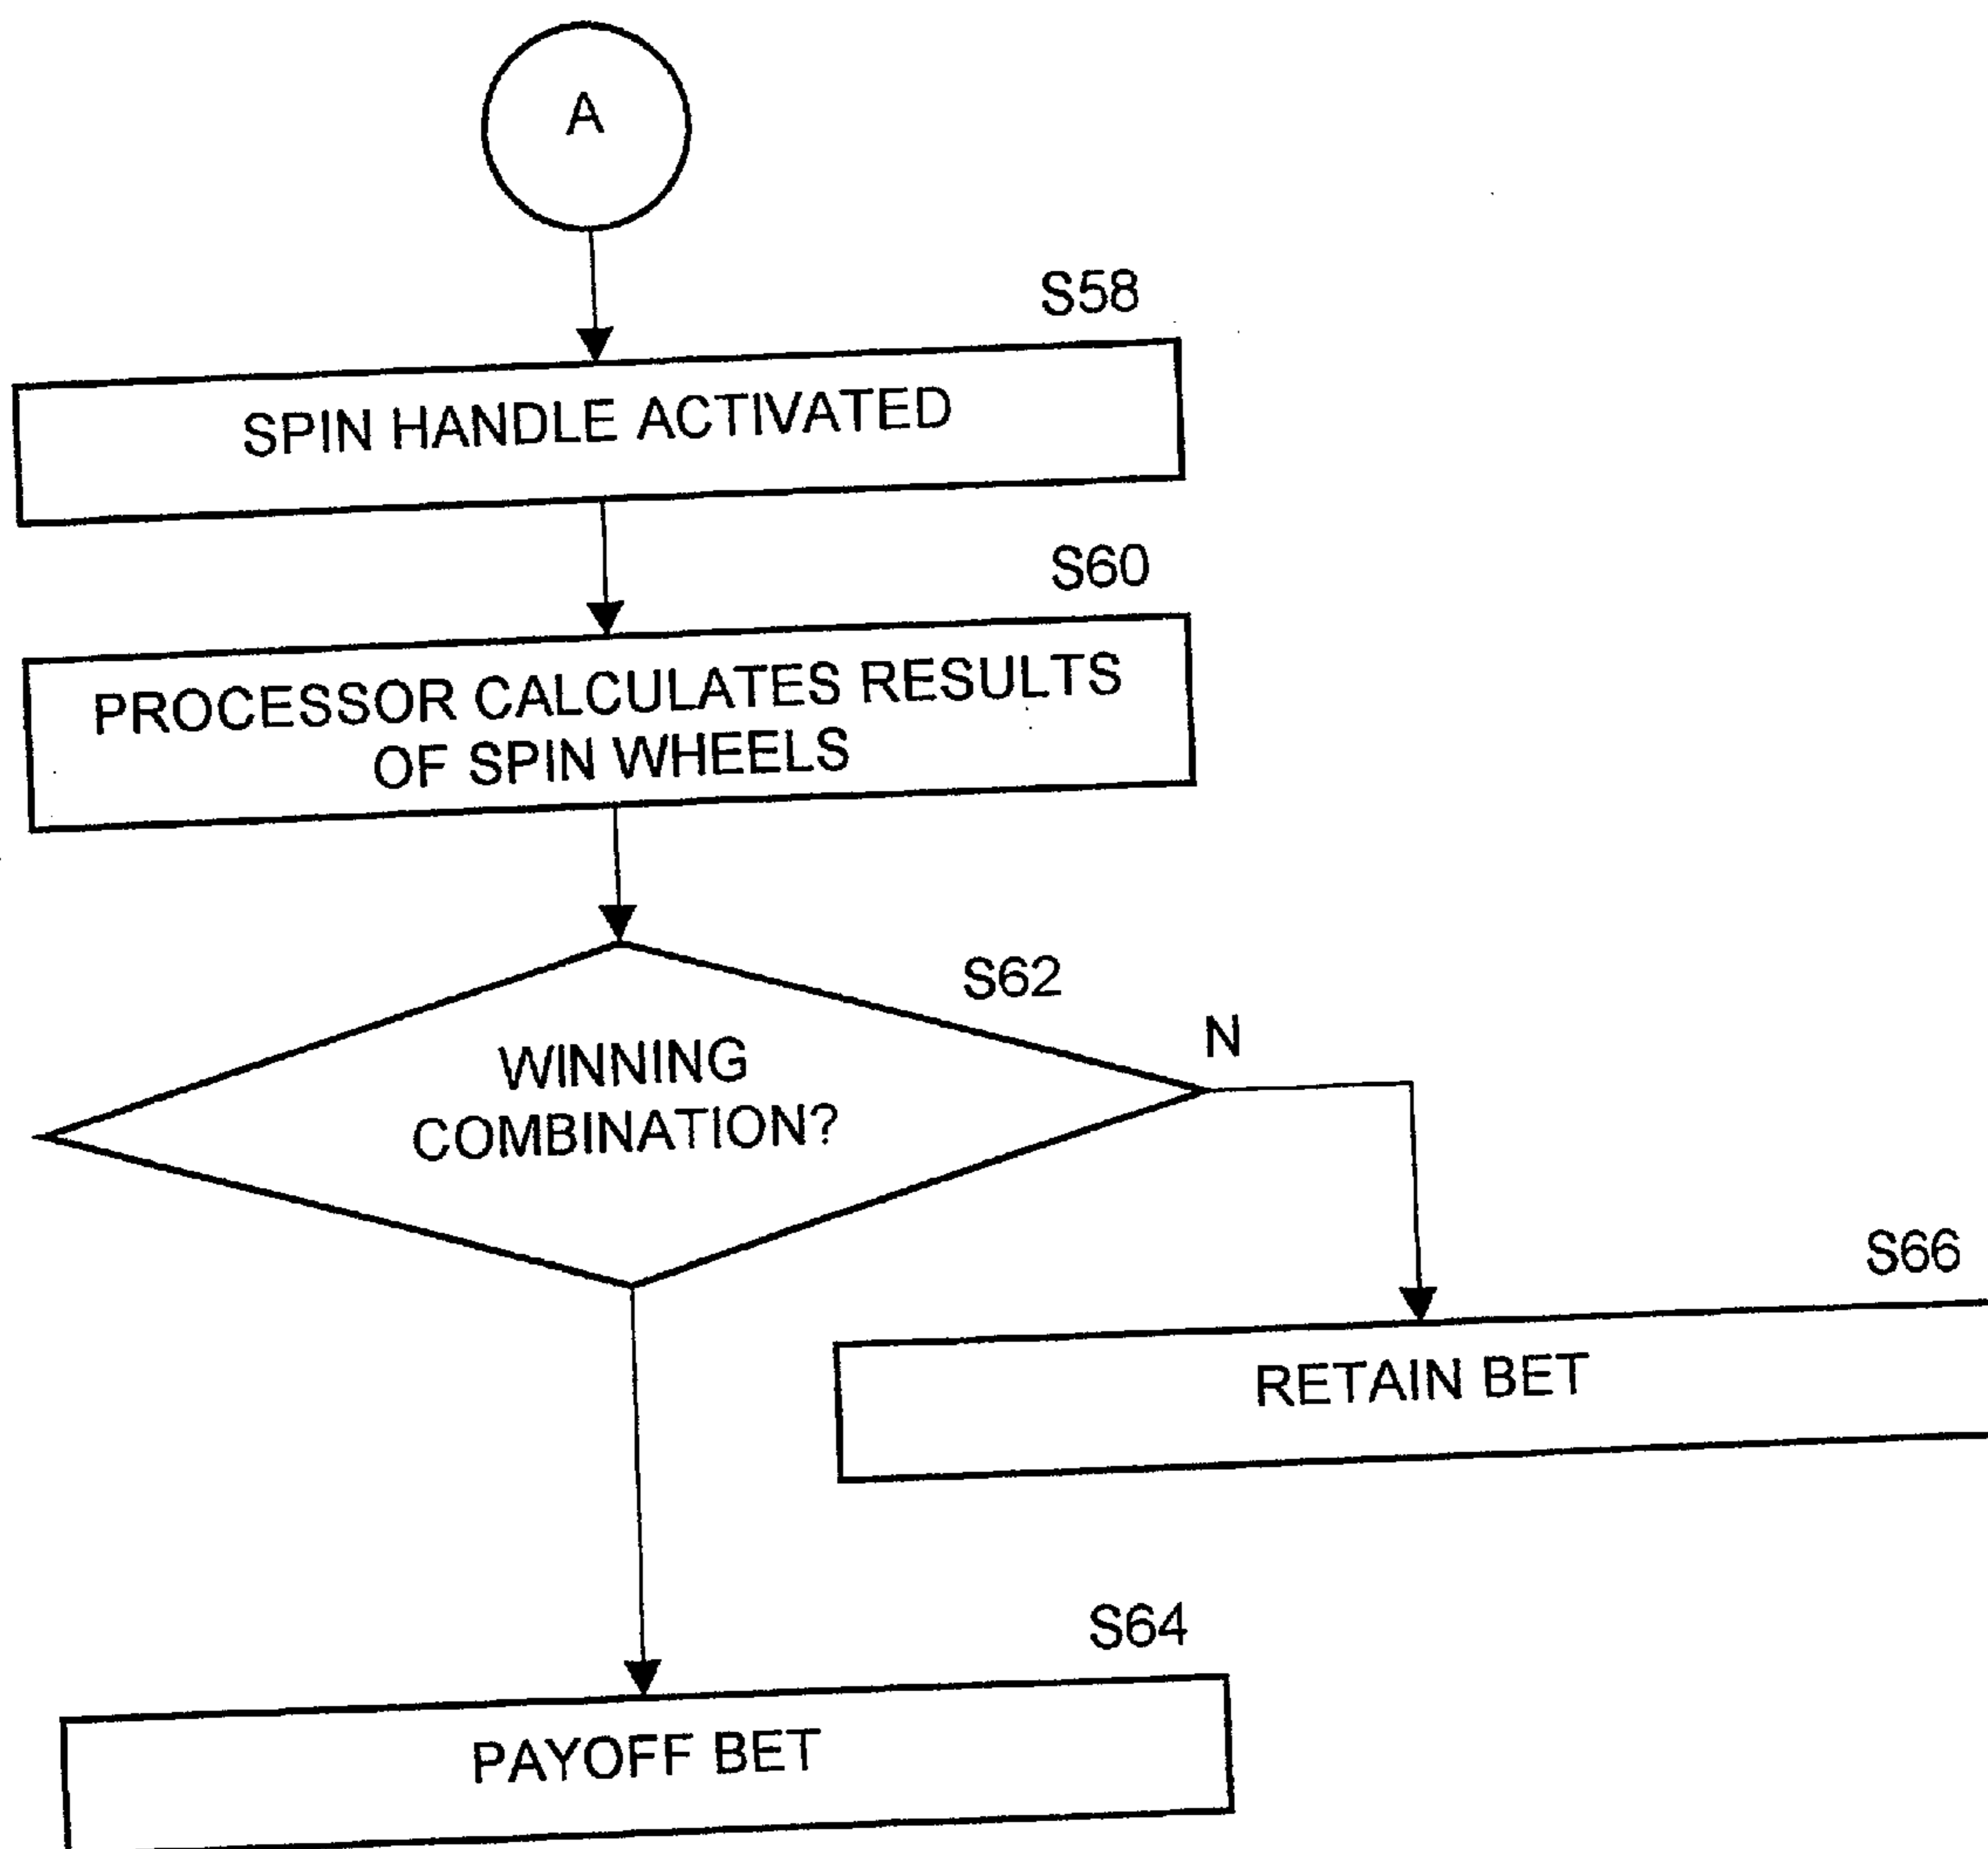 A
S58
SPIN HANDLE ACTIVATED
S60
PROCESSOR CALCULATES RESULTS
OF SPIN WHEELS
S62
N
WINNING
COMBINATION?
S66
RETAIN BET
S64
PAYOFF BET